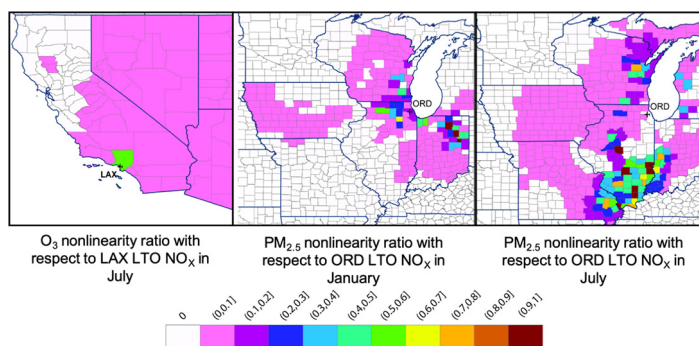 LAX
ORD
ORD
O3 nonlinearity ratio with
respect to LAX LTO NOX in
July
PM2.5 nonlinearity ratio with
respect to ORD LTO NOX in
January
PM2.5 nonlinearity ratio with
respect to ORD LTO NOX in
July
0
(0,0.1]
(0.1,0.2]
(0.2,0.3]
(0.3,0.4]
(0.4,0.5]
(0.5,0.6]
(0.6,0.7]
(0.7,0.8]
(0.8,0.9]
(0.9,1]